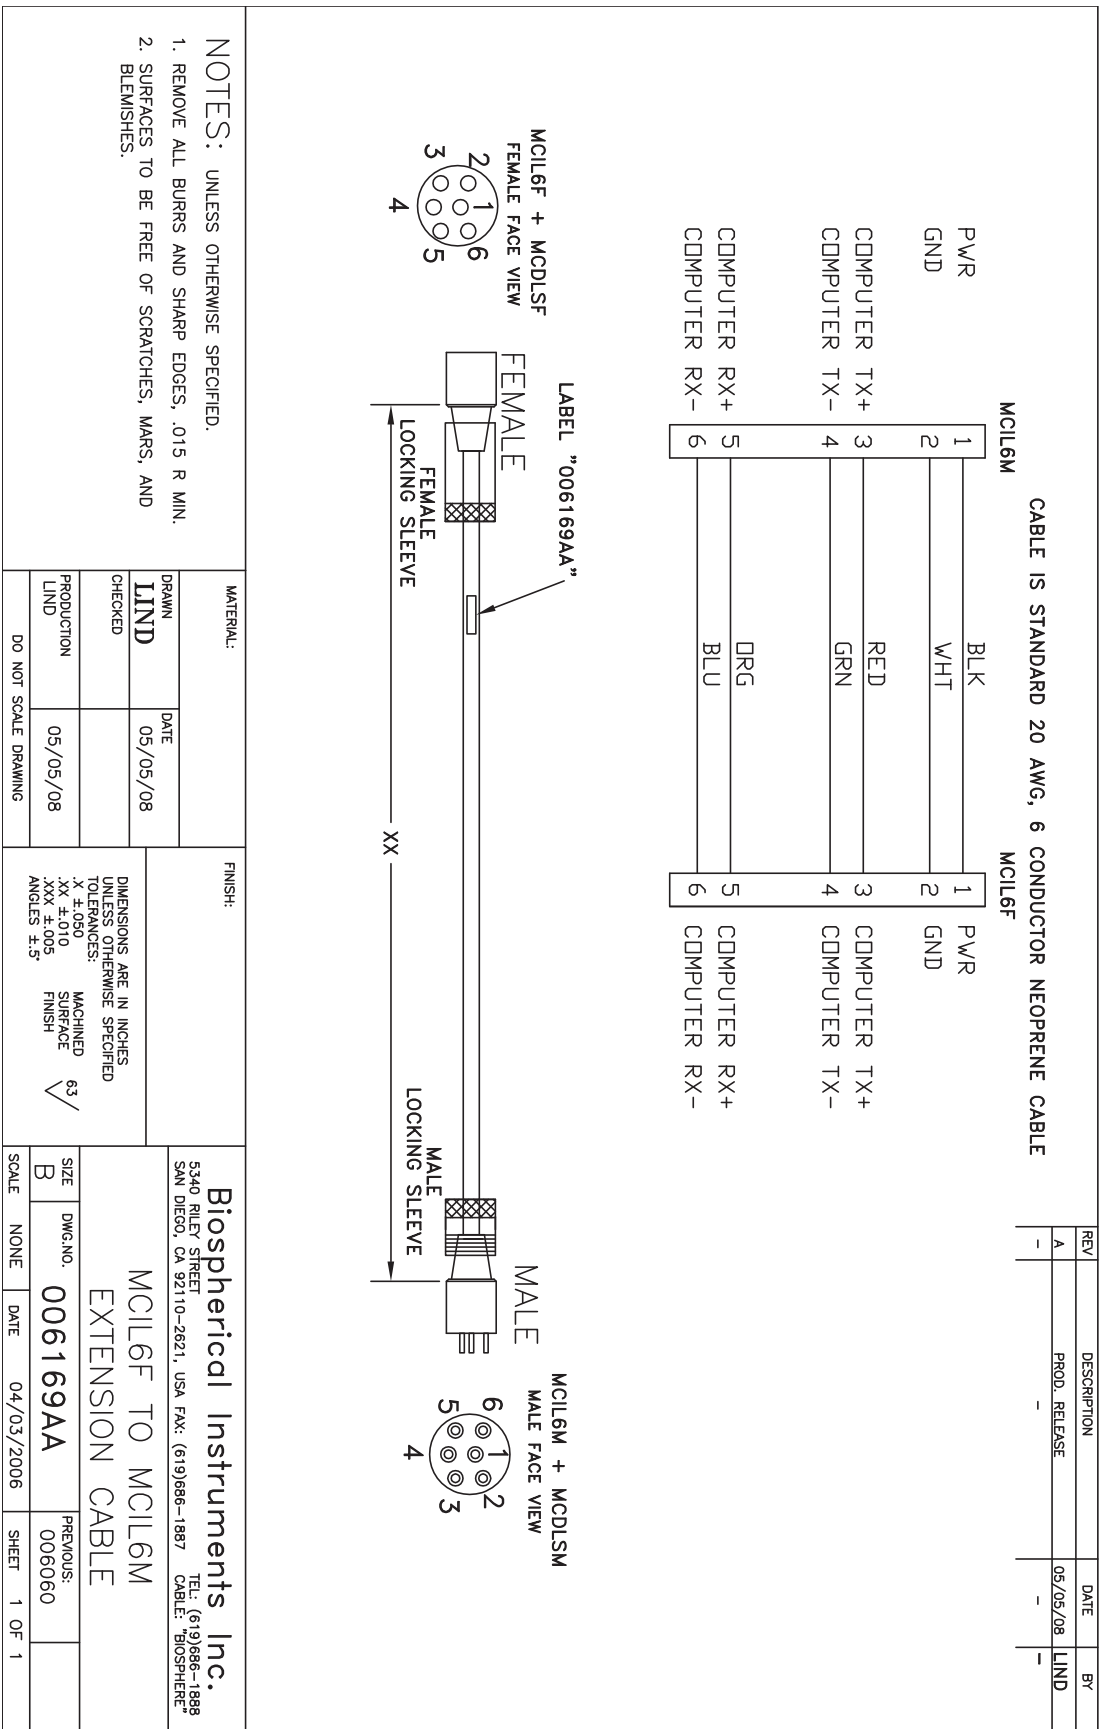 CABLE IS STANDARD 20 AWG, 6 CONDUCTOR NEOPRENE CABLE
REV DESCRIPTION DATE BY
A PROD. RELEASE 05/05/08 LIND
- - - -
MCIL6M MCIL6F
PWR 1 BLK 1 PWR
GND 2 WHT 2 GND
COMPUTER TX+ 3 RED 3 COMPUTER TX+
COMPUTER TX- 4 GRN 4 COMPUTER TX-
COMPUTER RX+ 5 ORG 5 COMPUTER RX+
COMPUTER RX- 6 BLU 6 COMPUTER RX-
MCIL6F + MCDLSF
FEMALE FACE VIEW
2 1 6
3 5
4
LABEL "006169AA"
FEMALE
FEMALE
LOCKING SLEEVE
XX
MALE
MALE
LOCKING SLEEVE
MCIL6M + MCDLSM
MALE FACE VIEW
6 1 2
5 3
4
NOTES: UNLESS OTHERWISE SPECIFIED.
1. REMOVE ALL BURRS AND SHARP EDGES, .015 R MIN.
2. SURFACES TO BE FREE OF SCRATCHES, MARS, AND
BLEMISHES.
MATERIAL:
DRAWN DATE
LIND 05/05/08
CHECKED
PRODUCTION
LIND 05/05/08
DO NOT SCALE DRAWING
FINISH:
DIMENSIONS ARE IN INCHES
UNLESS OTHERWISE SPECIFIED
TOLERANCES:
.X ±.050
.XX ±.010
.XXX ±.005
ANGLES ±.5°
MACHINED
SURFACE
FINISH
63
Biospherical Instruments Inc.
5340 RILEY STREET TEL: (619)686-1888
SAN DIEGO, CA 92110-2621, USA FAX: (619)686-1887 CABLE: "BIOSPHERE"
MCIL6F TO MCIL6M
EXTENSION CABLE
SIZE
B
DWG.NO. 006169AA
PREVIOUS:
006060
SCALE NONE DATE 04/03/2006 SHEET 1 OF 1